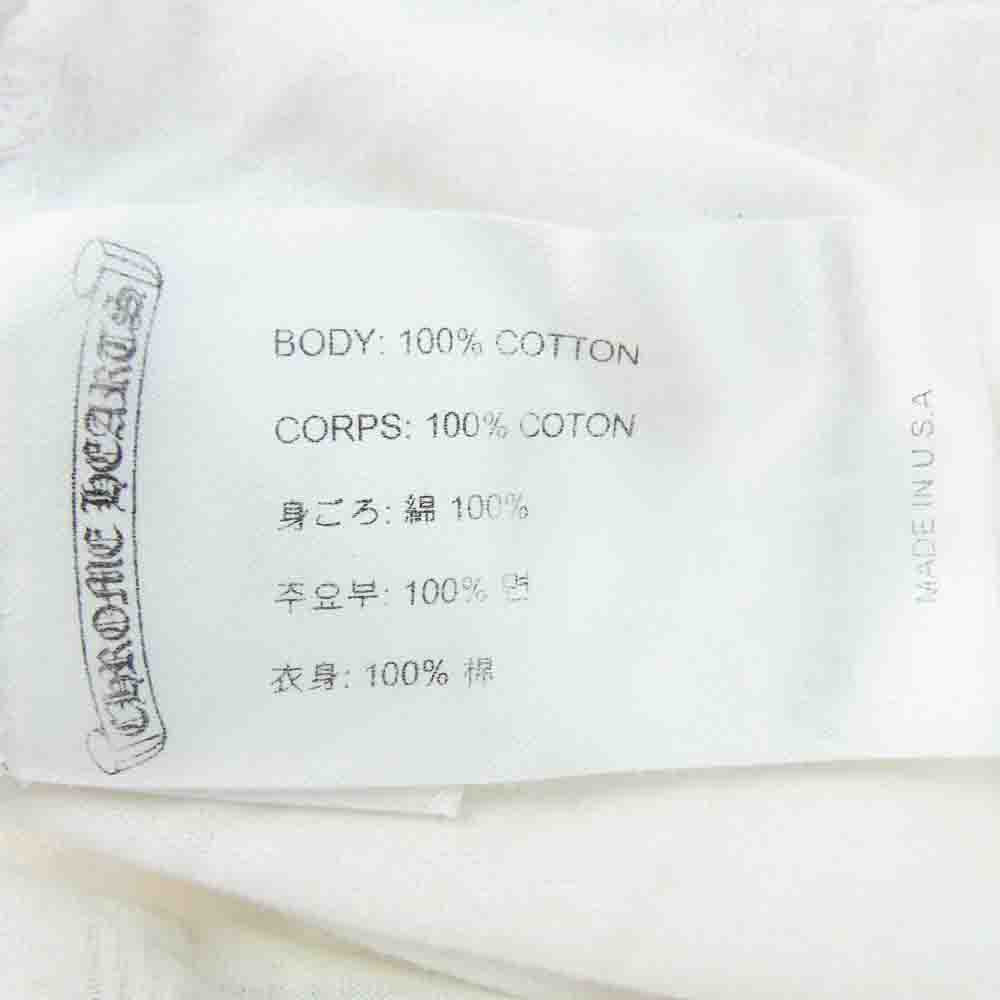 CHROME HEARTS
BODY: 100% COTTON
CORPS: 100% COTON
身ごろ: 綿 100%
주요부: 100% 면
衣身: 100% 棉
MADE IN U.S.A